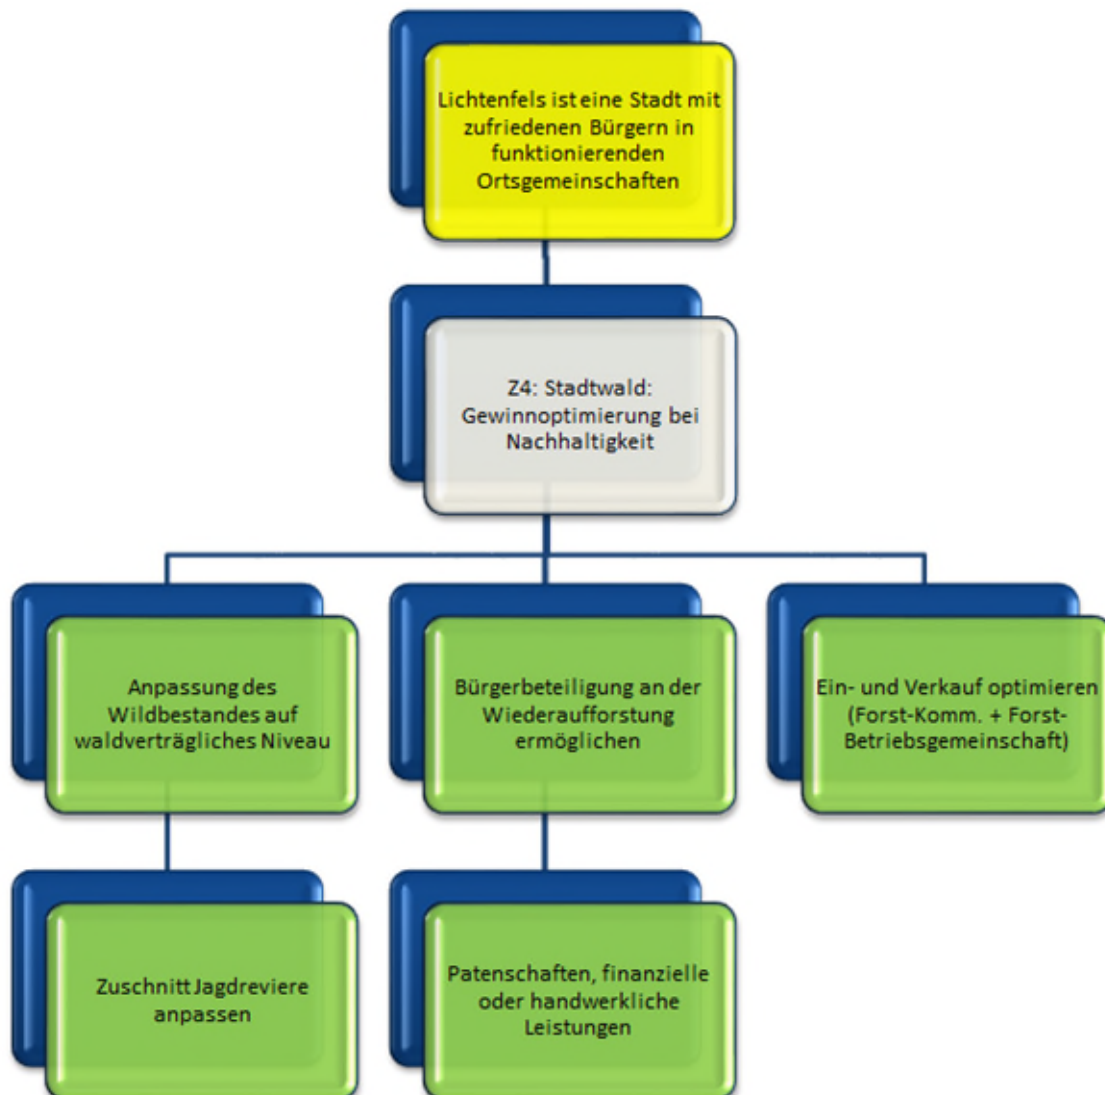 Lichtenfels ist eine Stadt mit
zufriedenen Bürgern in
funktionierenden
Ortsgemeinschaften
Z4: Stadtwald:
Gewinnoptimierung bei
Nachhaltigkeit
Anpassung des
Wildbestandes auf
waldverträgliches Niveau
Bürgerbeteiligung an der
Wiederaufforstung
ermöglichen
Ein- und Verkauf optimieren
(Forst-Komm. + Forst-
Betriebsgemeinschaft)
Zuschnitt Jagdreviere
anpassen
Patenschaften, finanzielle
oder handwerkliche
Leistungen